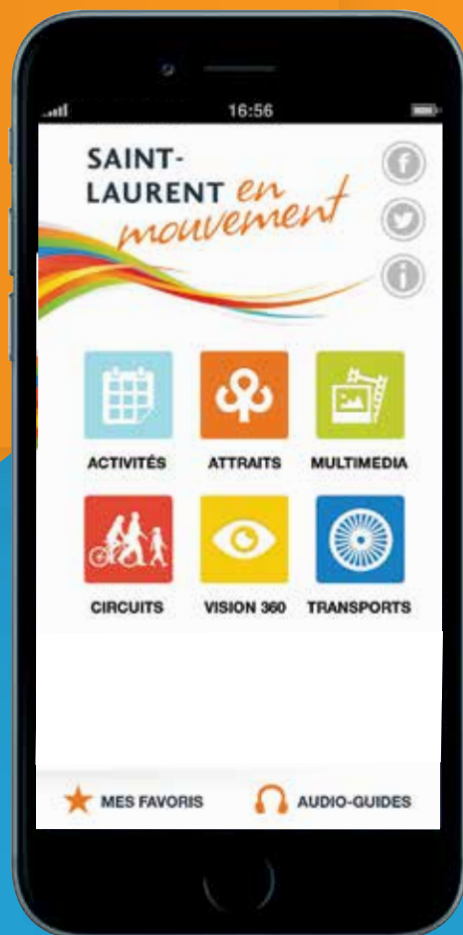 16:56
SAINT-
LAURENT en
mouvement
ACTIVITÉS ATTRAITS MULTIMEDIA
CIRCUITS VISION 360 TRANSPORTS
MES FAVORIS AUDIO-GUIDES